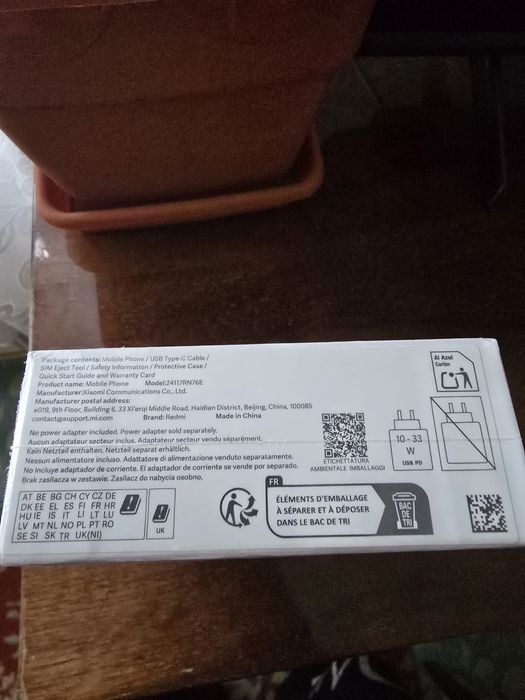 Package contents: Mobile Phone / USB Type-C Cable /
SIM Eject Tool / Safety Information / Protective Case /
Quick Start Guide and Warranty Card
Product name: Mobile Phone Model:24117RN76E
Manufacturer:Xiaomi Communications Co., Ltd.
Manufacturer postal address:
#019, 9th Floor, Building 6, 33 Xi'erqi Middle Road, Haidian District, Beijing, China, 100085
contact@support.mi.com Brand: Redmi Made in China
No power adapter included. Power adapter sold separately.
Aucun adaptateur secteur inclus. Adaptateur secteur vendu séparément.
Kein Netzteil enthalten. Netzteil separat erhältlich.
Nessun alimentatore incluso. Adattatore di alimentazione venduto separatamente.
No incluye adaptador de corriente. El adaptador de corriente se vende por separado.
Brak zasilacza w zestawie. Zasilacz do nabycia osobno.
Al Azul
Cartón
10 - 33
W
USB PD
ETICHETTATURA
AMBIENTALE IMBALLAGGI
AT BE BG CH CY CZ DE
DK EE EL ES FI FR HR
HU IE IS IT LI LT LU
LV MT NL NO PL PT RO
SE SI SK TR UK(NI)
UK
FR
ÉLÉMENTS D'EMBALLAGE
À SÉPARER ET À DÉPOSER
DANS LE BAC DE TRI
BAC
DE
TRI